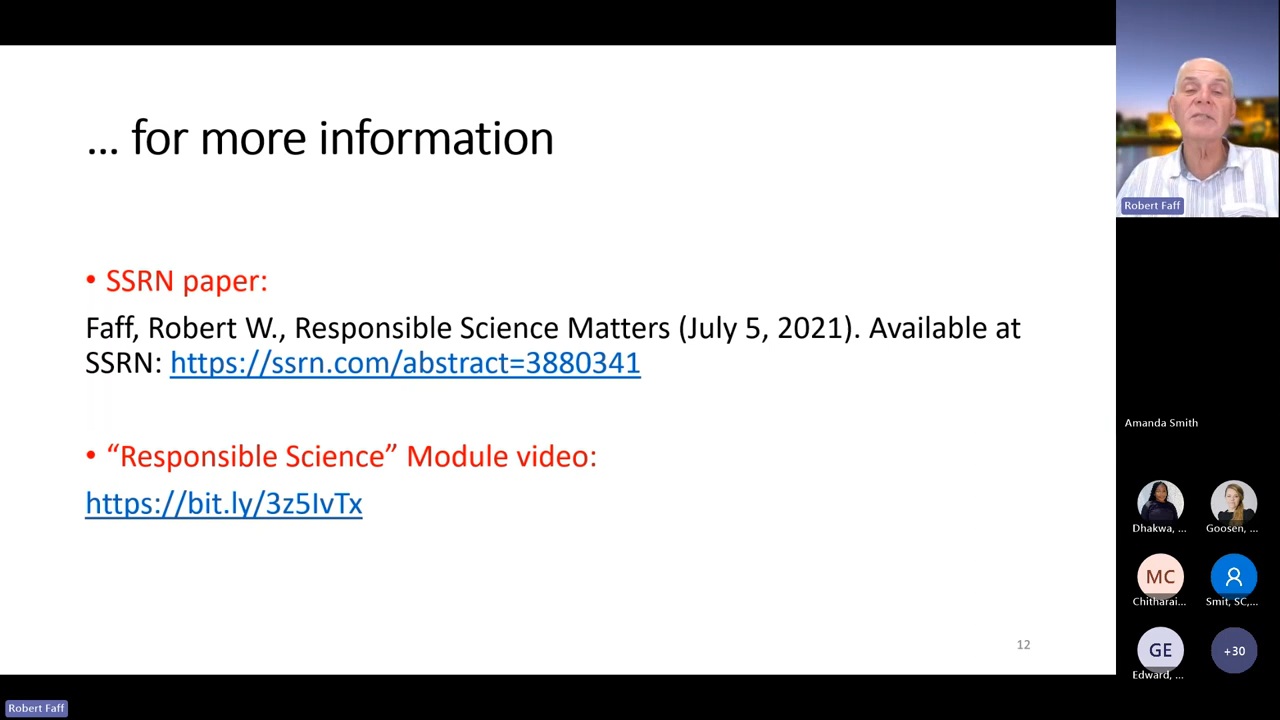 … for more information
• SSRN paper:
Faff, Robert W., Responsible Science Matters (July 5, 2021). Available at
SSRN: https://ssrn.com/abstract=3880341
• “Responsible Science” Module video:
https://bit.ly/3z5IvTx
12
Robert Faff
Amanda Smith
Dhakwa, ...
Goosen, ...
MC
Chitharai...
Smit, SC,...
GE
Edward, ...
+30
Robert Faff